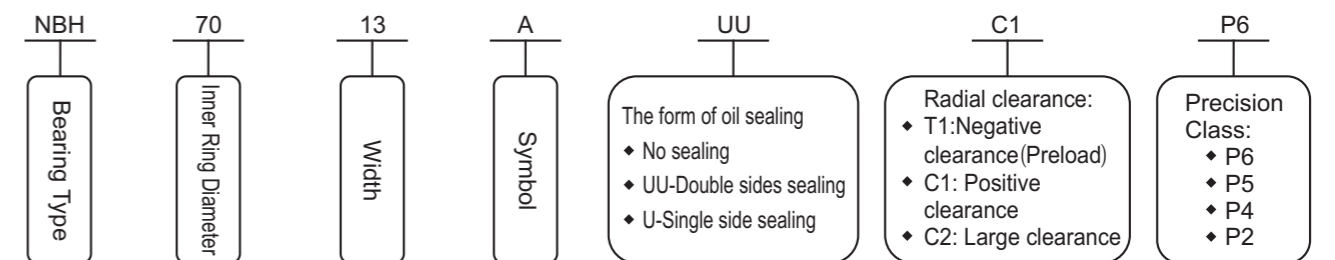 NBH 70 13 A UU C1 P6
Bearing Type
Inner Ring Diameter
Width
Symbol
The form of oil sealing
◆ No sealing
◆ UU-Double sides sealing
◆ U-Single side sealing
Radial clearance:
◆ T1:Negative
clearance(Preload)
◆ C1: Positive
clearance
◆ C2: Large clearance
Precision
Class:
◆ P6
◆ P5
◆ P4
◆ P2